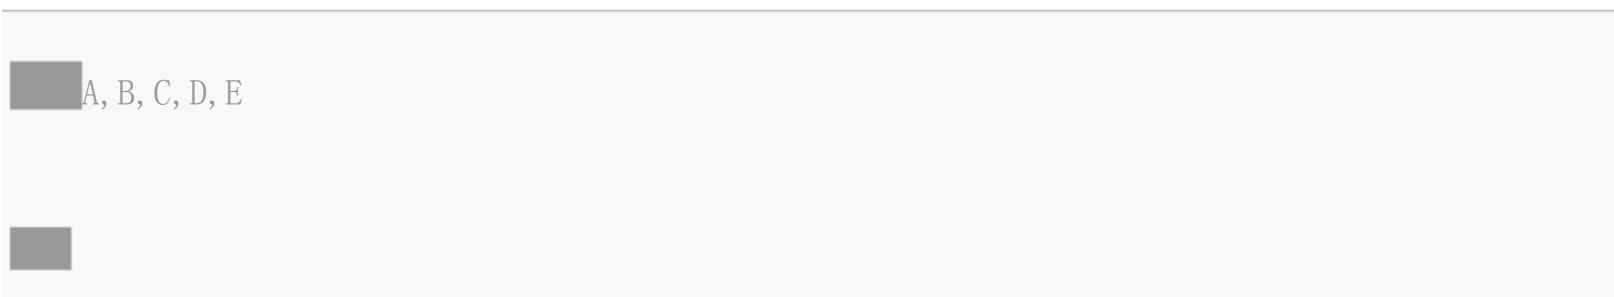 A, B, C, D, E